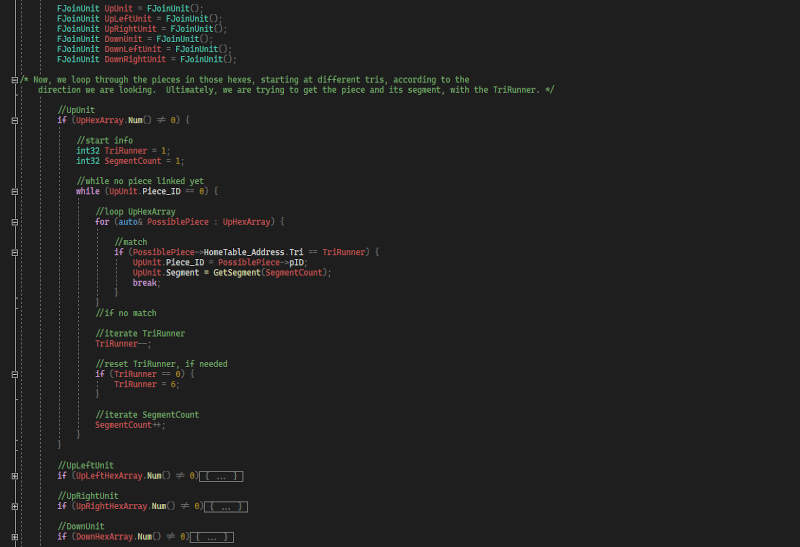 FJoinUnit UpUnit = FJoinUnit();
FJoinUnit UpLeftUnit = FJoinUnit();
FJoinUnit UpRightUnit = FJoinUnit();
FJoinUnit DownUnit = FJoinUnit();
FJoinUnit DownLeftUnit = FJoinUnit();
FJoinUnit DownRightUnit = FJoinUnit();
/* Now, we loop through the pieces in those hexes, starting at different tris, according to the
direction we are looking.  Ultimately, we are trying to get the piece and its segment, with the TriRunner. */
//UpUnit
if (UpHexArray.Num() ≠ 0) {
//start info
int32 TriRunner = 1;
int32 SegmentCount = 1;
//while no piece linked yet
while (UpUnit.Piece_ID == 0) {
//loop UpHexArray
for (auto& PossiblePiece : UpHexArray) {
//match
if (PossiblePiece->HomeTable_Address.Tri == TriRunner) {
UpUnit.Piece_ID = PossiblePiece->pID;
UpUnit.Segment = GetSegment(SegmentCount);
break;
}
}
//if no match
//iterate TriRunner
TriRunner--;
//reset TriRunner, if needed
if (TriRunner == 0) {
TriRunner = 6;
}
//iterate SegmentCount
SegmentCount++;
}
}
//UpLeftUnit
if (UpLeftHexArray.Num() ≠ 0){ ... }
//UpRightUnit
if (UpRightHexArray.Num() ≠ 0){ ... }
//DownUnit
if (DownHexArray.Num() ≠ 0){ ... }